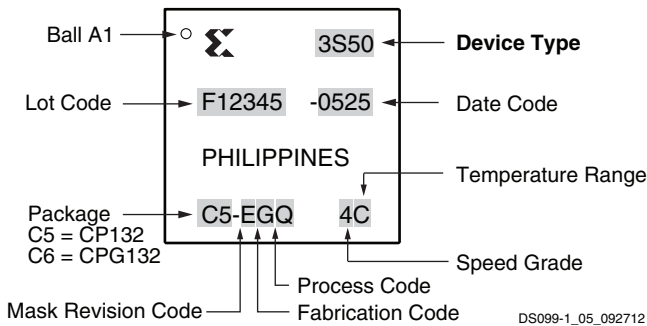 Ball A1
3S50
Device Type
Lot Code
F12345 -0525
Date Code
PHILIPPINES
Temperature Range
Package
C5 = CP132
C6 = CPG132
C5-EGQ 4C
Speed Grade
Process Code
Mask Revision Code
Fabrication Code
DS099-1_05_092712